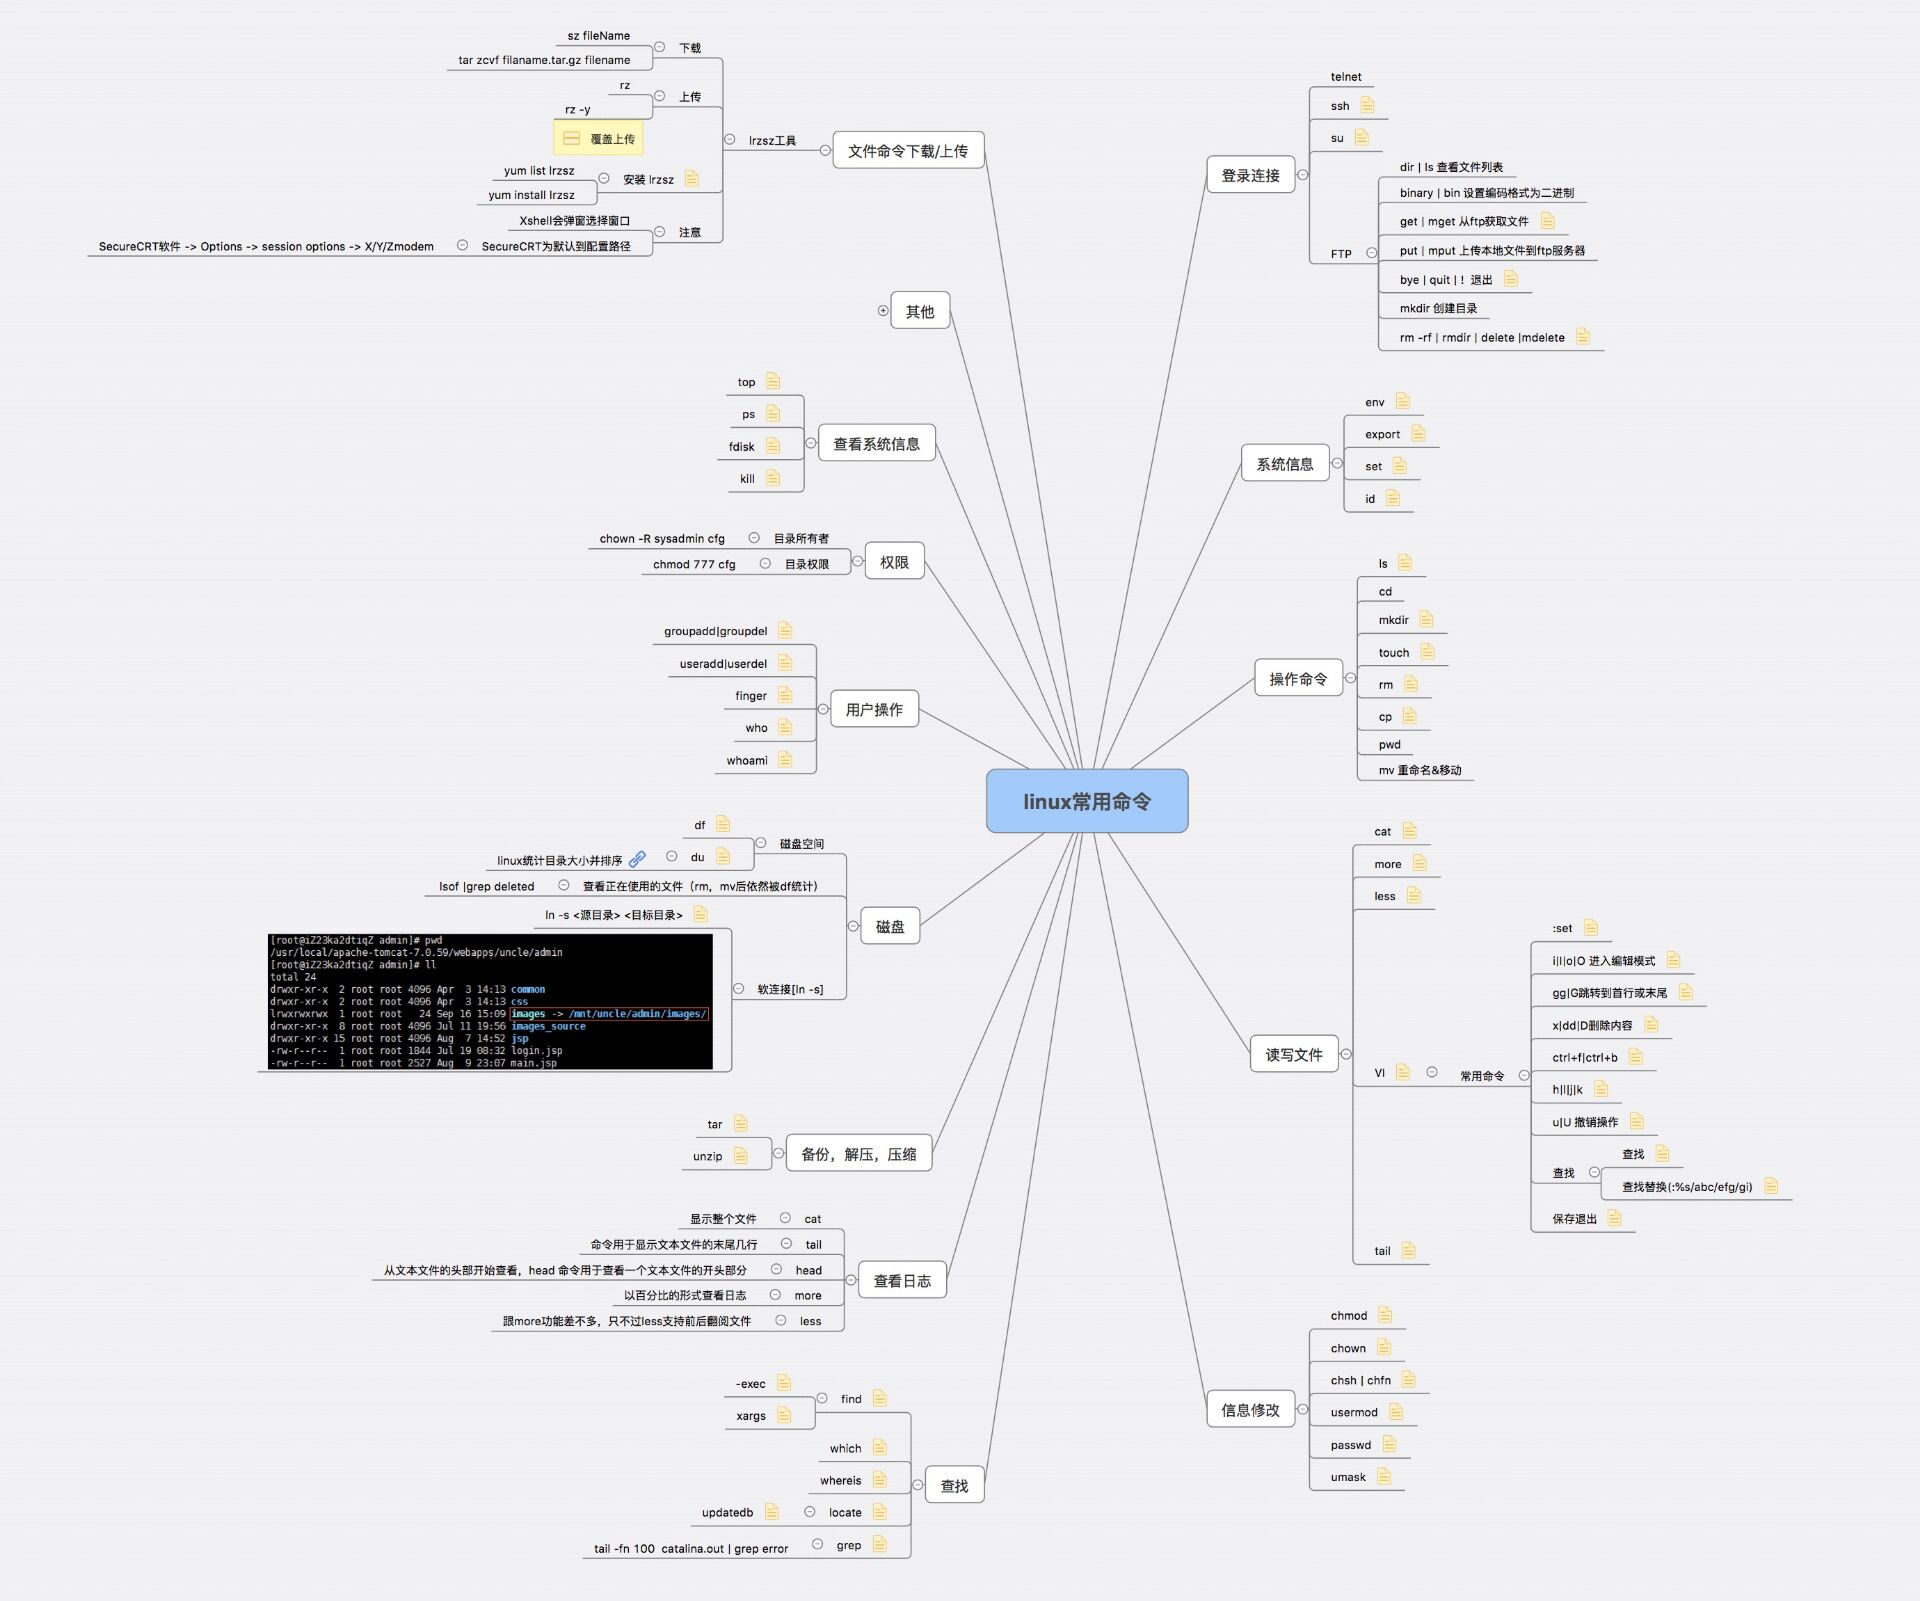 linux常用命令
登录连接
telnet
ssh
su
FTP
dir | ls 查看文件列表
binary | bin 设置编码格式为二进制
get | mget 从ftp获取文件
put | mput 上传本地文件到ftp服务器
bye | quit | ! 退出
mkdir 创建目录
rm -rf | rmdir | delete |mdelete
系统信息
env
export
set
id
操作命令
ls
cd
mkdir
touch
rm
cp
pwd
mv 重命名&移动
读写文件
cat
more
less
VI
常用命令
:set
i|I|o|O 进入编辑模式
gg|G跳转到首行或末尾
x|dd|D删除内容
ctrl+f|ctrl+b
h|l|j|k
u|U 撤销操作
查找
查找
查找替换(:%s/abc/efg/gi)
保存退出
tail
信息修改
chmod
chown
chsh | chfn
usermod
passwd
umask
文件命令下载/上传
lrzsz工具
下载
sz fileName
tar zcvf filaname.tar.gz filename
上传
rz
rz -y
覆盖上传
安装 lrzsz
yum list lrzsz
yum install lrzsz
注意
Xshell会弹窗选择窗口
SecureCRT为默认到配置路径
SecureCRT软件 -> Options -> session options -> X/Y/Zmodem
其他
查看系统信息
top
ps
fdisk
kill
权限
目录所有者
chown -R sysadmin cfg
目录权限
chmod 777 cfg
用户操作
groupadd|groupdel
useradd|userdel
finger
who
whoami
磁盘
磁盘空间
df
du
linux统计目录大小并排序
查看正在使用的文件（rm，mv后依然被df统计）
lsof |grep deleted
软连接[ln -s]
ln -s <源目录> <目标目录>
[root@iZ23ka2dtiqZ admin]# pwd
/usr/local/apache-tomcat-7.0.59/webapps/uncle/admin
[root@iZ23ka2dtiqZ admin]# ll
total 24
drwxr-xr-x 2 root root 4096 Apr 3 14:13 common
drwxr-xr-x 2 root root 4096 Apr 3 14:13 css
lrwxrwxrwx 1 root root 24 Sep 16 15:09 images -> /mnt/uncle/admin/images/
drwxr-xr-x 8 root root 4096 Jul 11 19:56 images_source
drwxr-xr-x 15 root root 4096 Aug 7 14:52 jsp
-rw-r--r-- 1 root root 1844 Jul 19 08:32 login.jsp
-rw-r--r-- 1 root root 2527 Aug 9 23:07 main.jsp
备份，解压，压缩
tar
unzip
查看日志
cat
显示整个文件
tail
命令用于显示文本文件的末尾几行
head
从文本文件的头部开始查看，head 命令用于查看一个文本文件的开头部分
more
以百分比的形式查看日志
less
跟more功能差不多，只不过less支持前后翻阅文件
查找
find
-exec
xargs
which
whereis
locate
updatedb
grep
tail -fn 100 catalina.out | grep error